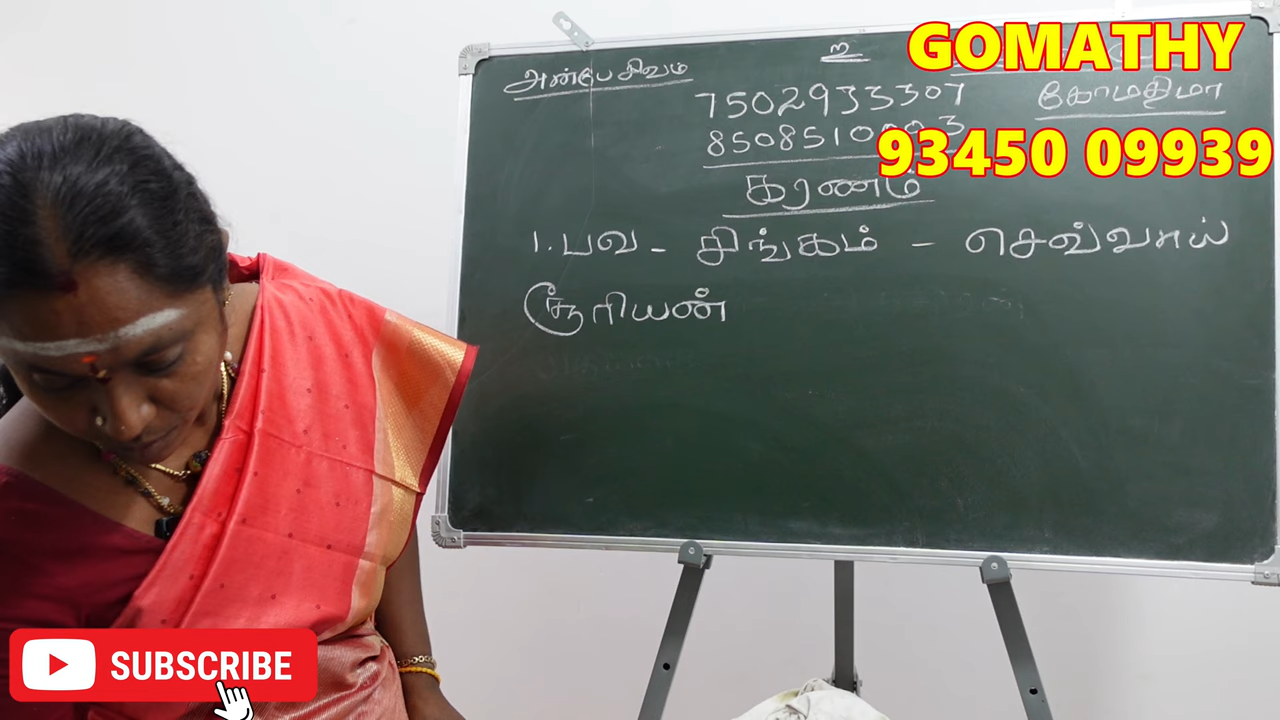 உ
GOMATHY
அன்பே சிவம்
7502933307
கோமதிமா
93450 09939
கரணம்
1. பவ - சிங்கம் - செவ்வாய்
சூரியன்
SUBSCRIBE